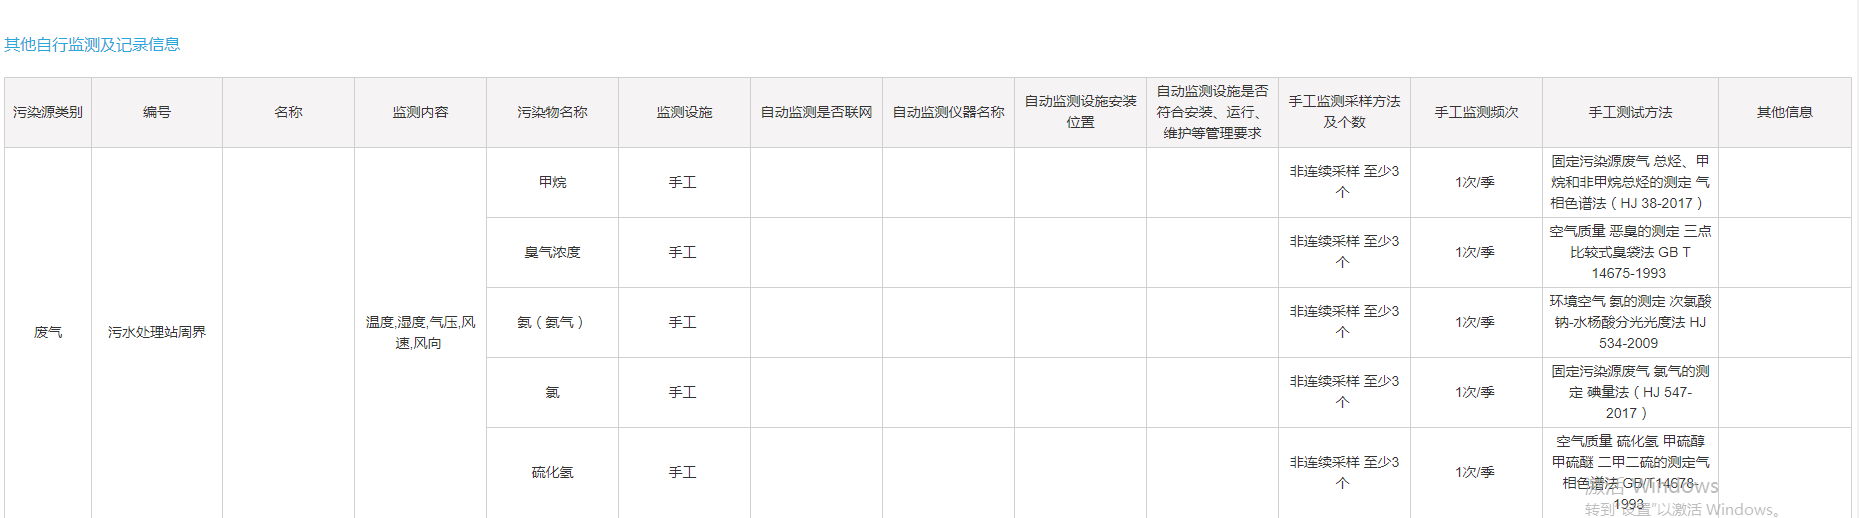 其他自行监测及记录信息
污染源类别 编号 名称 监测内容 污染物名称 监测设施 自动监测是否联网 自动监测仪器名称 自动监测设施安装位置 自动监测设施是否符合安装、运行、维护等管理要求 手工监测采样方法及个数 手工监测频次 手工测试方法 其他信息
废气 污水处理站周界 温度,湿度,气压,风速,风向
甲烷 手工 非连续采样 至少3个 1次/季 固定污染源废气 总烃、甲烷和非甲烷总烃的测定 气相色谱法（HJ 38-2017）
臭气浓度 手工 非连续采样 至少3个 1次/季 空气质量 恶臭的测定 三点比较式臭袋法 GB T 14675-1993
氨（氨气） 手工 非连续采样 至少3个 1次/季 环境空气 氨的测定 次氯酸钠-水杨酸分光光度法 HJ 534-2009
氯 手工 非连续采样 至少3个 1次/季 固定污染源废气 氯气的测定 碘量法（HJ 547-2017）
硫化氢 手工 非连续采样 至少3个 1次/季 空气质量 硫化氢 甲硫醇 甲硫醚 二甲二硫的测定气相色谱法 GB/T14678-1993
激活 Windows
转到"设置"以激活 Windows。